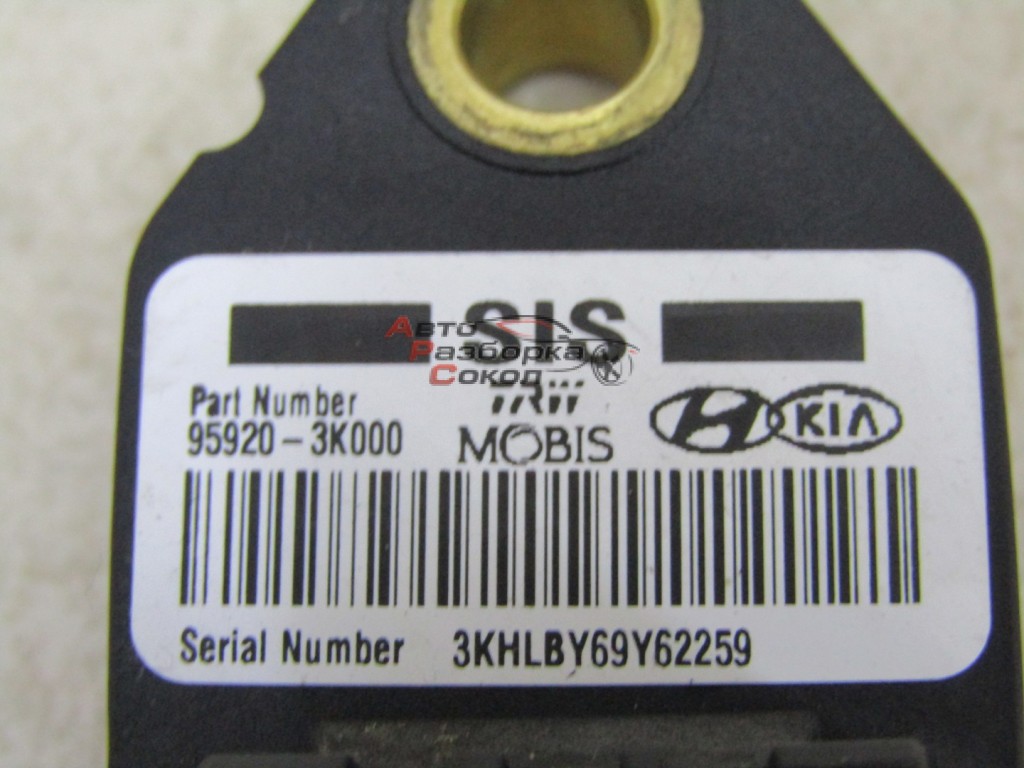 SIS
Авто
Разборка
Сокол
Part Number
95920-3K000
TRW
MOBIS
KIA
Serial Number 3KHLBY69Y62259